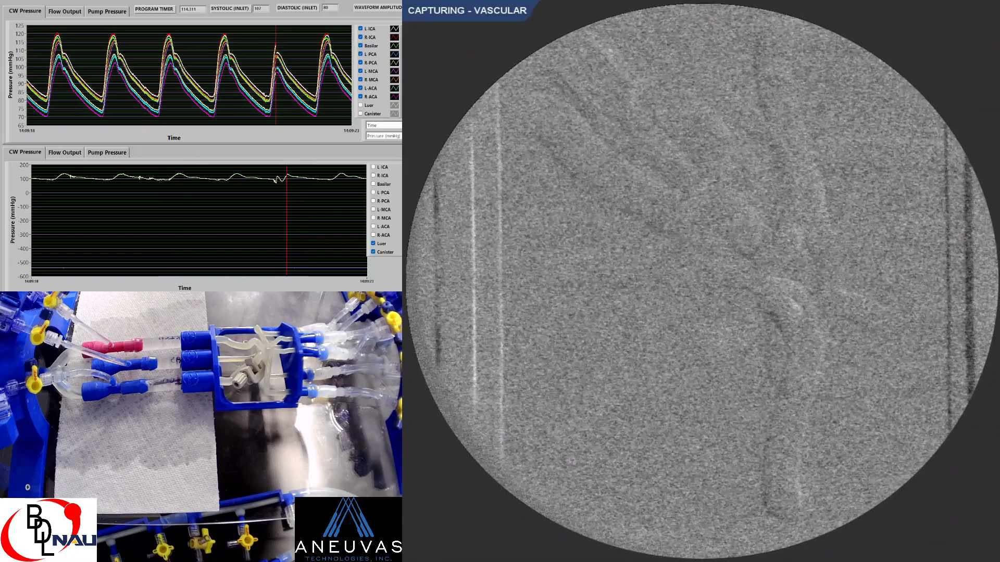 CW Pressure
Flow Output
Pump Pressure
PROGRAM TIMER
114.311
SYSTOLIC (INLET)
107
DIASTOLIC (INLET)
80
WAVEFORM AMPLITUD
CAPTURING - VASCULAR
125
120
115
110
105
100
95
90
85
80
75
70
65
Pressure (mmHg)
14:09:18
14:09:23
Time
L-ICA
R-ICA
Basilar
L-PCA
R-PCA
L-MCA
R-MCA
L-ACA
R-ACA
Luer
Canister
Time
Pressure (mmHg)
CW Pressure
Flow Output
Pump Pressure
200
100
0
-100
-200
-300
-400
-500
-600
Pressure (mmHg)
14:09:18
14:09:23
Time
L-ICA
R-ICA
Basilar
L-PCA
R-PCA
L-MCA
R-MCA
L-ACA
R-ACA
Luer
Canister
BDL NAU
ANEUVAS
TECHNOLOGIES, INC.